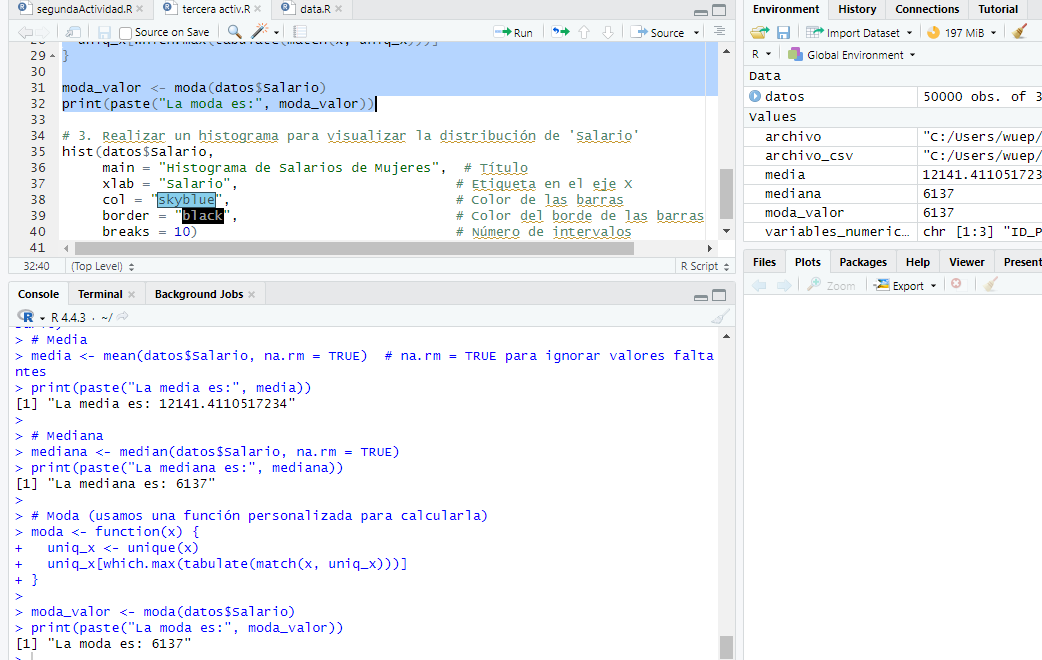 segundaActividad.R
tercera activ.R
data.R
Source on Save
Run
Source
28   uniq_x[which.max(tabulate(match(x, uniq_x)))]
29 }
30
31 moda_valor <- moda(datos$Salario)
32 print(paste("La moda es:", moda_valor))
33
34 # 3. Realizar un histograma para visualizar la distribución de 'Salario'
35 hist(datos$Salario,
36      main = "Histograma de Salarios de Mujeres",  # Título
37      xlab = "Salario",                           # Etiqueta en el eje X
38      col = "skyblue",                            # Color de las barras
39      border = "black",                           # Color del borde de las barras
40      breaks = 10)                                # Número de intervalos
41
32:40
(Top Level)
R Script
Console
Terminal
Background Jobs
R 4.4.3 · ~/
> # Media
> media <- mean(datos$Salario, na.rm = TRUE)  # na.rm = TRUE para ignorar valores falta
ntes
> print(paste("La media es:", media))
[1] "La media es: 12141.4110517234"
>
> # Mediana
> mediana <- median(datos$Salario, na.rm = TRUE)
> print(paste("La mediana es:", mediana))
[1] "La mediana es: 6137"
>
> # Moda (usamos una función personalizada para calcularla)
> moda <- function(x) {
+   uniq_x <- unique(x)
+   uniq_x[which.max(tabulate(match(x, uniq_x)))]
+ }
>
> moda_valor <- moda(datos$Salario)
> print(paste("La moda es:", moda_valor))
[1] "La moda es: 6137"
>
Environment
History
Connections
Tutorial
Import Dataset
197 MiB
R
Global Environment
Data
datos 50000 obs. of 3
Values
archivo "C:/Users/wuep/
archivo_csv "C:/Users/wuep/
media 12141.411051723
mediana 6137
moda_valor 6137
variables_numeric… chr [1:3] "ID_P
Files
Plots
Packages
Help
Viewer
Present
Zoom
Export